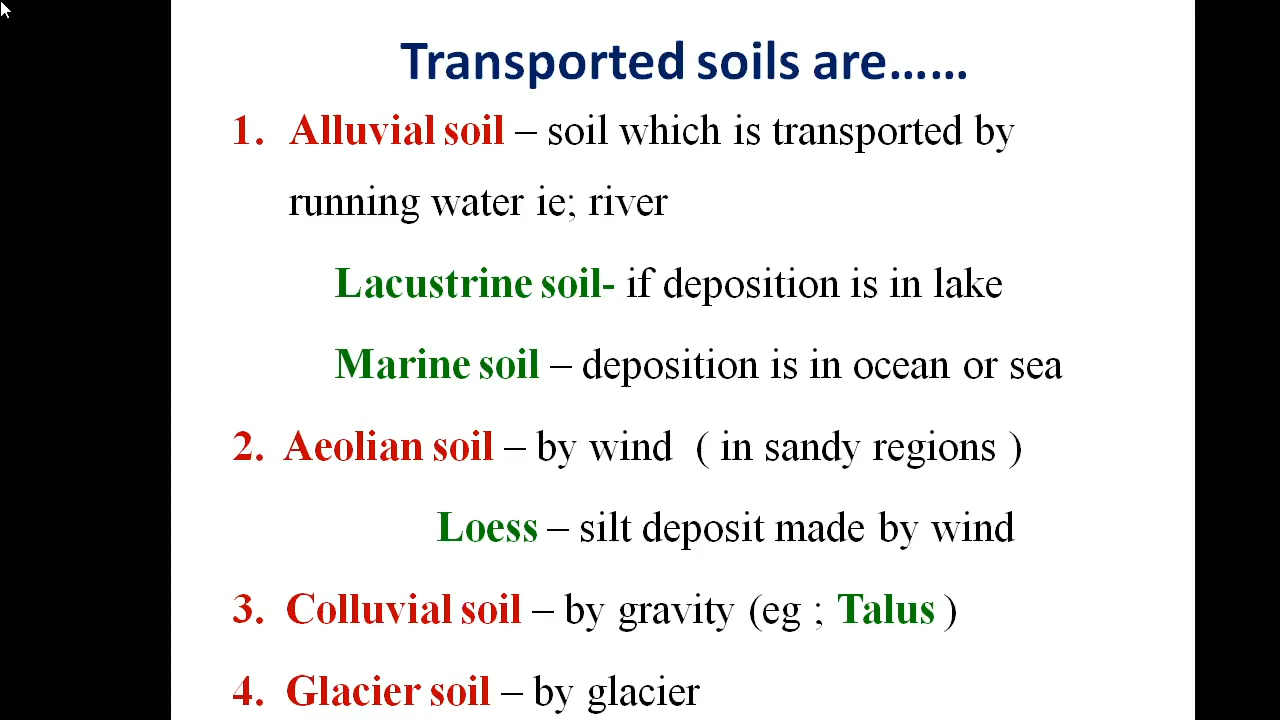 Transported soils are……
1. Alluvial soil – soil which is transported by
running water ie; river
Lacustrine soil- if deposition is in lake
Marine soil – deposition is in ocean or sea
2. Aeolian soil – by wind ( in sandy regions )
Loess – silt deposit made by wind
3. Colluvial soil – by gravity (eg ; Talus )
4. Glacier soil – by glacier